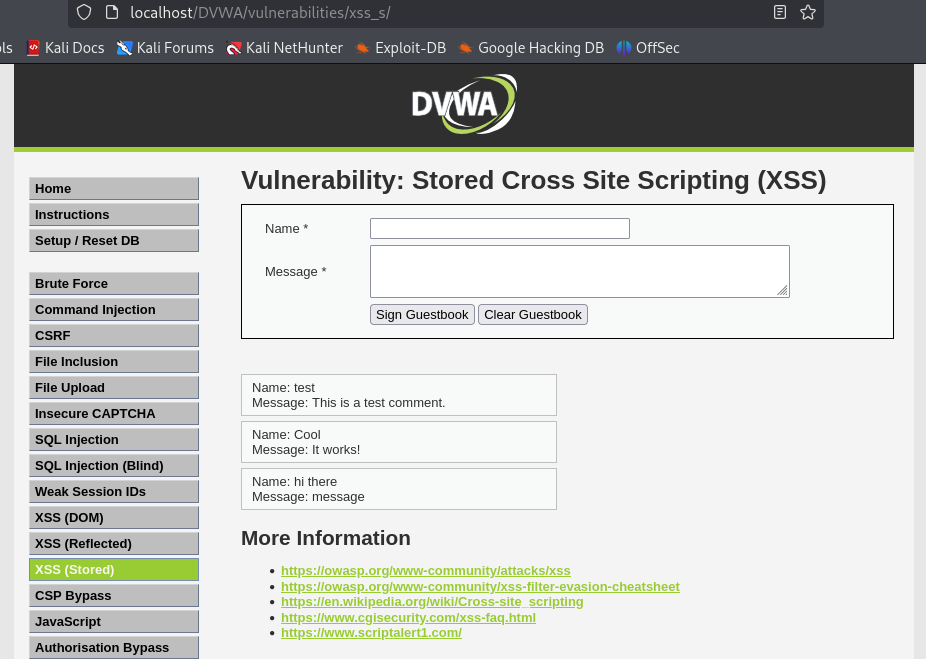 localhost/DVWA/vulnerabilities/xss_s/
ls Kali Docs Kali Forums Kali NetHunter Exploit-DB Google Hacking DB OffSec
DVWA
Home
Instructions
Setup / Reset DB
Brute Force
Command Injection
CSRF
File Inclusion
File Upload
Insecure CAPTCHA
SQL Injection
SQL Injection (Blind)
Weak Session IDs
XSS (DOM)
XSS (Reflected)
XSS (Stored)
CSP Bypass
JavaScript
Authorisation Bypass
Vulnerability: Stored Cross Site Scripting (XSS)
Name *
Message *
Sign Guestbook Clear Guestbook
Name: test
Message: This is a test comment.
Name: Cool
Message: It works!
Name: hi there
Message: message
More Information
https://owasp.org/www-community/attacks/xss
https://owasp.org/www-community/xss-filter-evasion-cheatsheet
https://en.wikipedia.org/wiki/Cross-site_scripting
https://www.cgisecurity.com/xss-faq.html
https://www.scriptalert1.com/